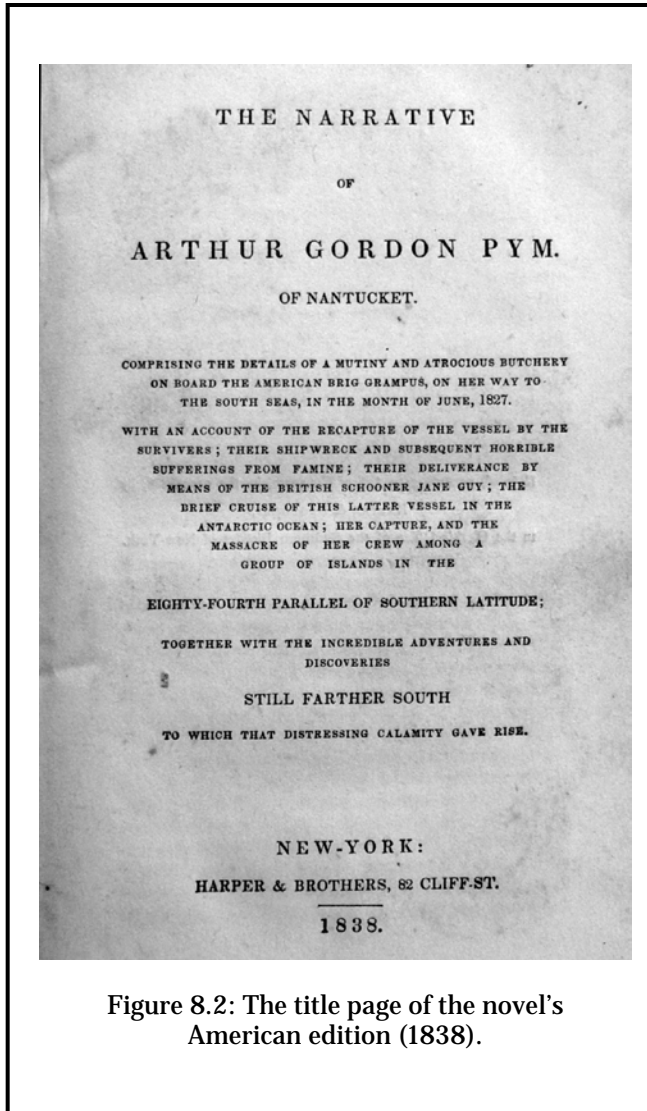 THE NARRATIVE
OF
ARTHUR GORDON PYM.
OF NANTUCKET.
COMPRISING THE DETAILS OF A MUTINY AND ATROCIOUS BUTCHERY
ON BOARD THE AMERICAN BRIG GRAMPUS, ON HER WAY TO
THE SOUTH SEAS, IN THE MONTH OF JUNE, 1827.
WITH AN ACCOUNT OF THE RECAPTURE OF THE VESSEL BY THE
SURVIVERS; THEIR SHIPWRECK AND SUBSEQUENT HORRIBLE
SUFFERINGS FROM FAMINE; THEIR DELIVERANCE BY
MEANS OF THE BRITISH SCHOONER JANE GUY; THE
BRIEF CRUISE OF THIS LATTER VESSEL IN THE
ANTARCTIC OCEAN; HER CAPTURE, AND THE
MASSACRE OF HER CREW AMONG A
GROUP OF ISLANDS IN THE
EIGHTY-FOURTH PARALLEL OF SOUTHERN LATITUDE;
TOGETHER WITH THE INCREDIBLE ADVENTURES AND
DISCOVERIES
STILL FARTHER SOUTH
TO WHICH THAT DISTRESSING CALAMITY GAVE RISE.
NEW-YORK:
HARPER & BROTHERS, 82 CLIFF-ST.
1838.
Figure 8.2: The title page of the novel's
American edition (1838).